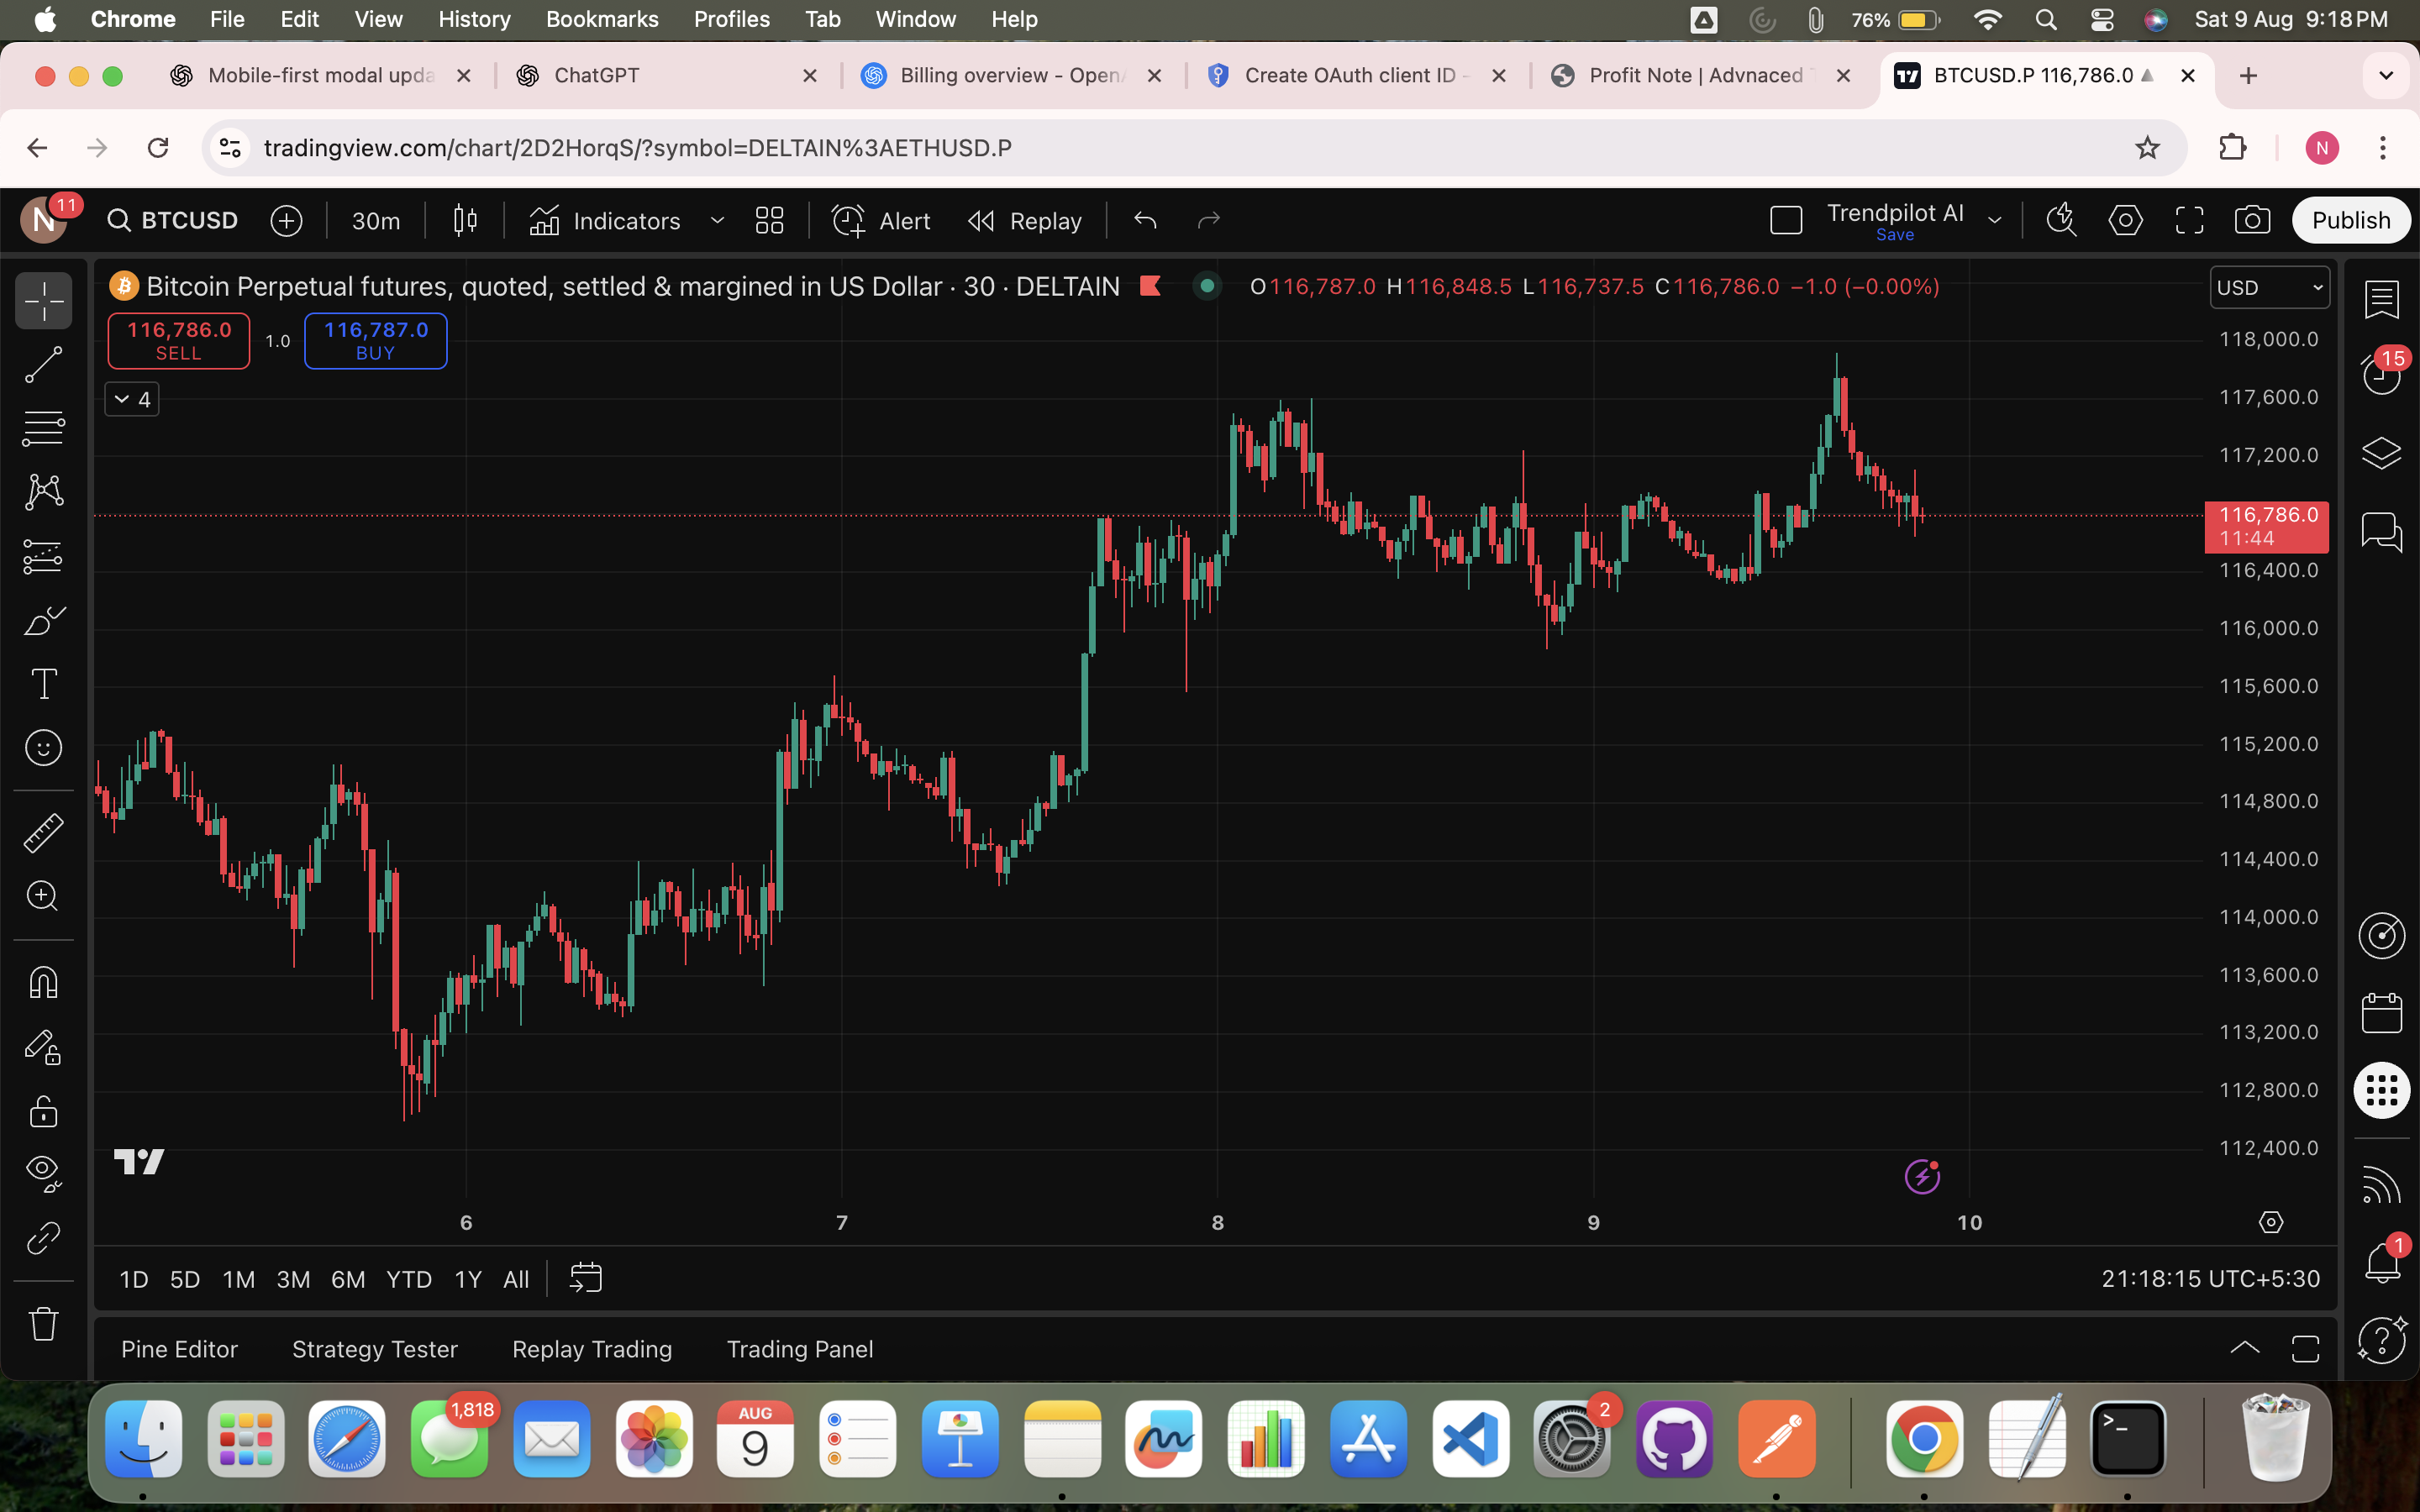 Chrome File Edit View History Bookmarks Profiles Tab Window Help 76% Sat 9 Aug 9:18 PM
Mobile-first modal upda ChatGPT Billing overview - OpenA Create OAuth client ID - Profit Note | Advnaced T BTCUSD.P 116,786.0
tradingview.com/chart/2D2HorqS/?symbol=DELTAIN%3AETHUSD.P N
N 11 BTCUSD 30m Indicators Alert Replay Trendpilot AI Publish
Save
Bitcoin Perpetual futures, quoted, settled & margined in US Dollar · 30 · DELTAIN O116,787.0 H116,848.5 L116,737.5 C116,786.0 −1.0 (−0.00%) USD
116,786.0 1.0 116,787.0
SELL BUY
4
118,000.0
15
117,600.0
117,200.0
116,786.0
11:44
116,400.0
116,000.0
115,600.0
115,200.0
114,800.0
114,400.0
114,000.0
113,600.0
113,200.0
112,800.0
112,400.0
6 7 8 9 10
1
1D 5D 1M 3M 6M YTD 1Y All 21:18:15 UTC+5:30
Pine Editor Strategy Tester Replay Trading Trading Panel
1,818 AUG 2
9